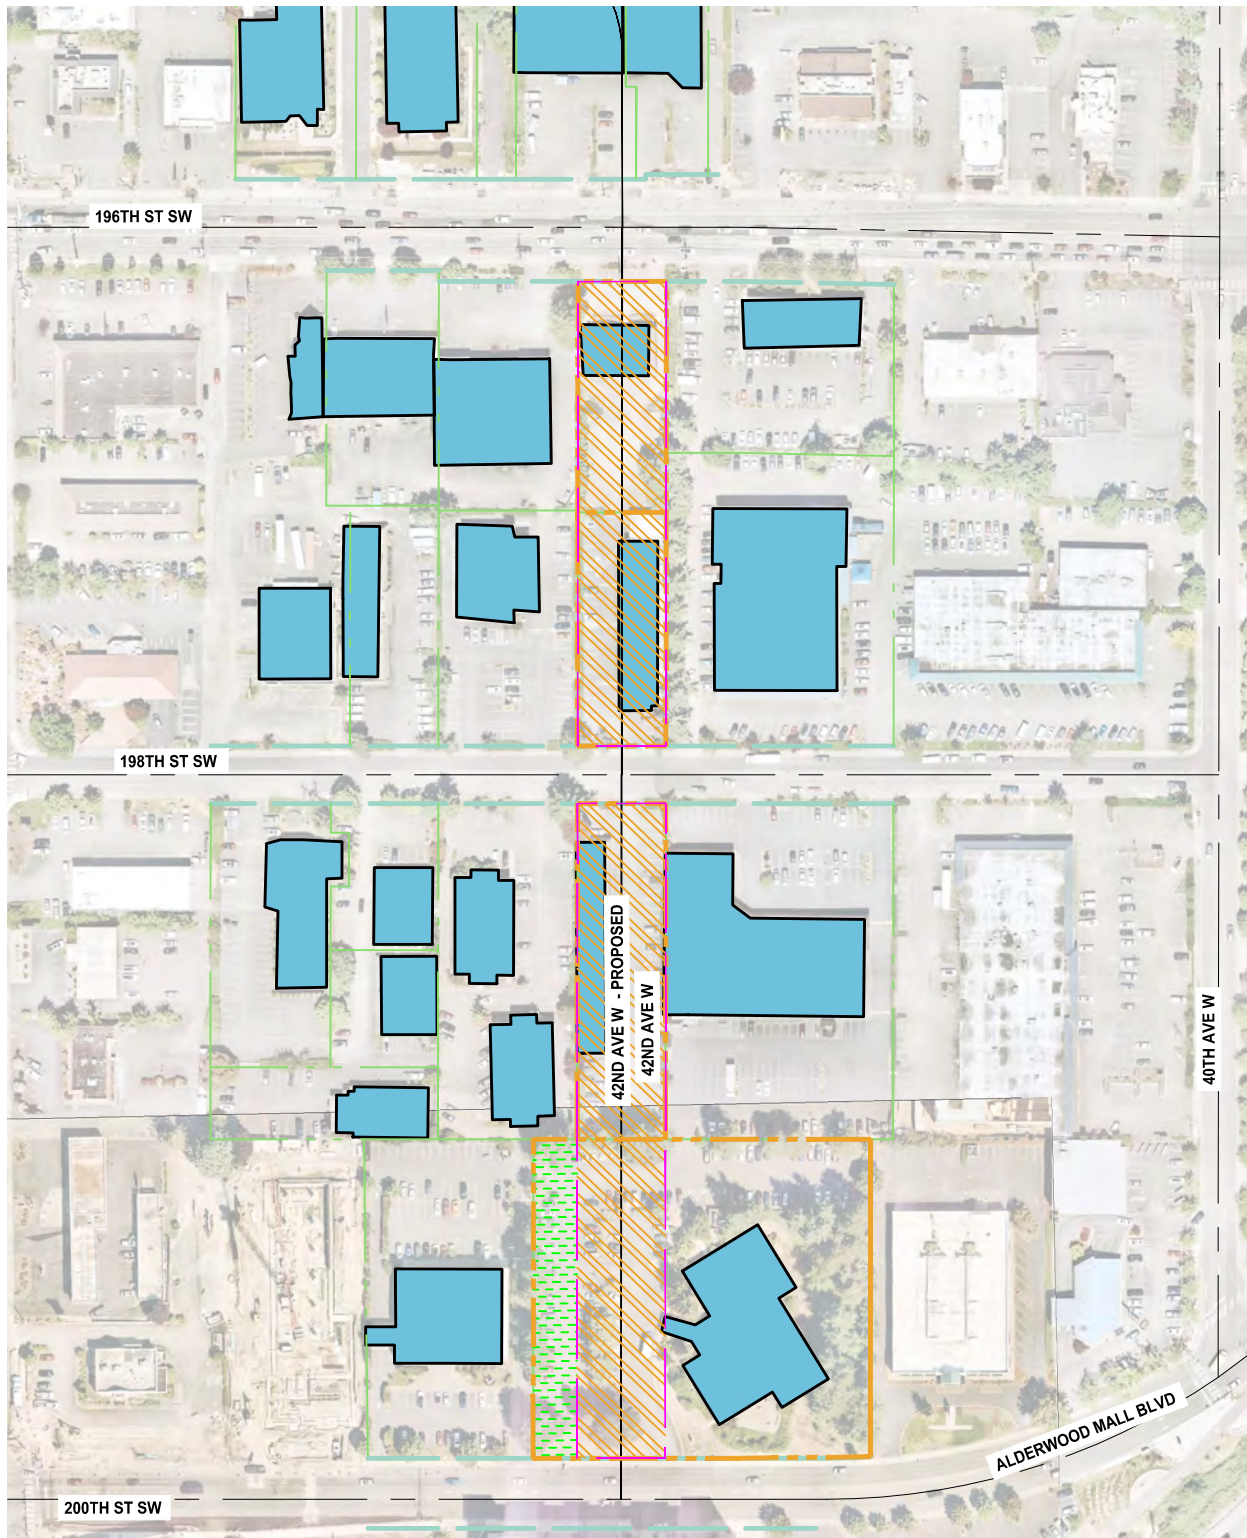 196TH ST SW
198TH ST SW
42ND AVE W - PROPOSED
42ND AVE W
40TH AVE W
ALDERWOOD MALL BLVD
200TH ST SW